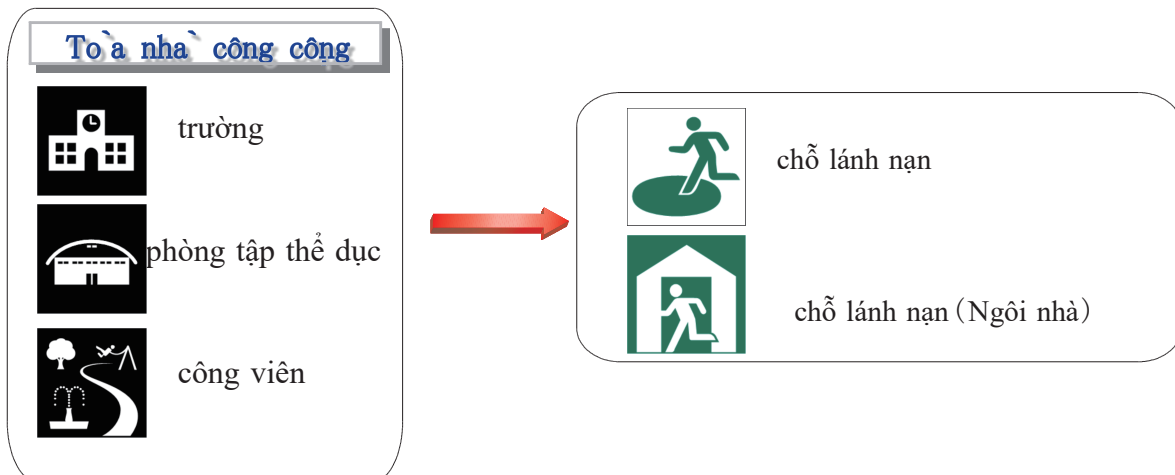 To`a nha` công cộng
trường
phòng tập thể dục
công viên
chỗ lánh nạn
chỗ lánh nạn（Ngôi nhà）